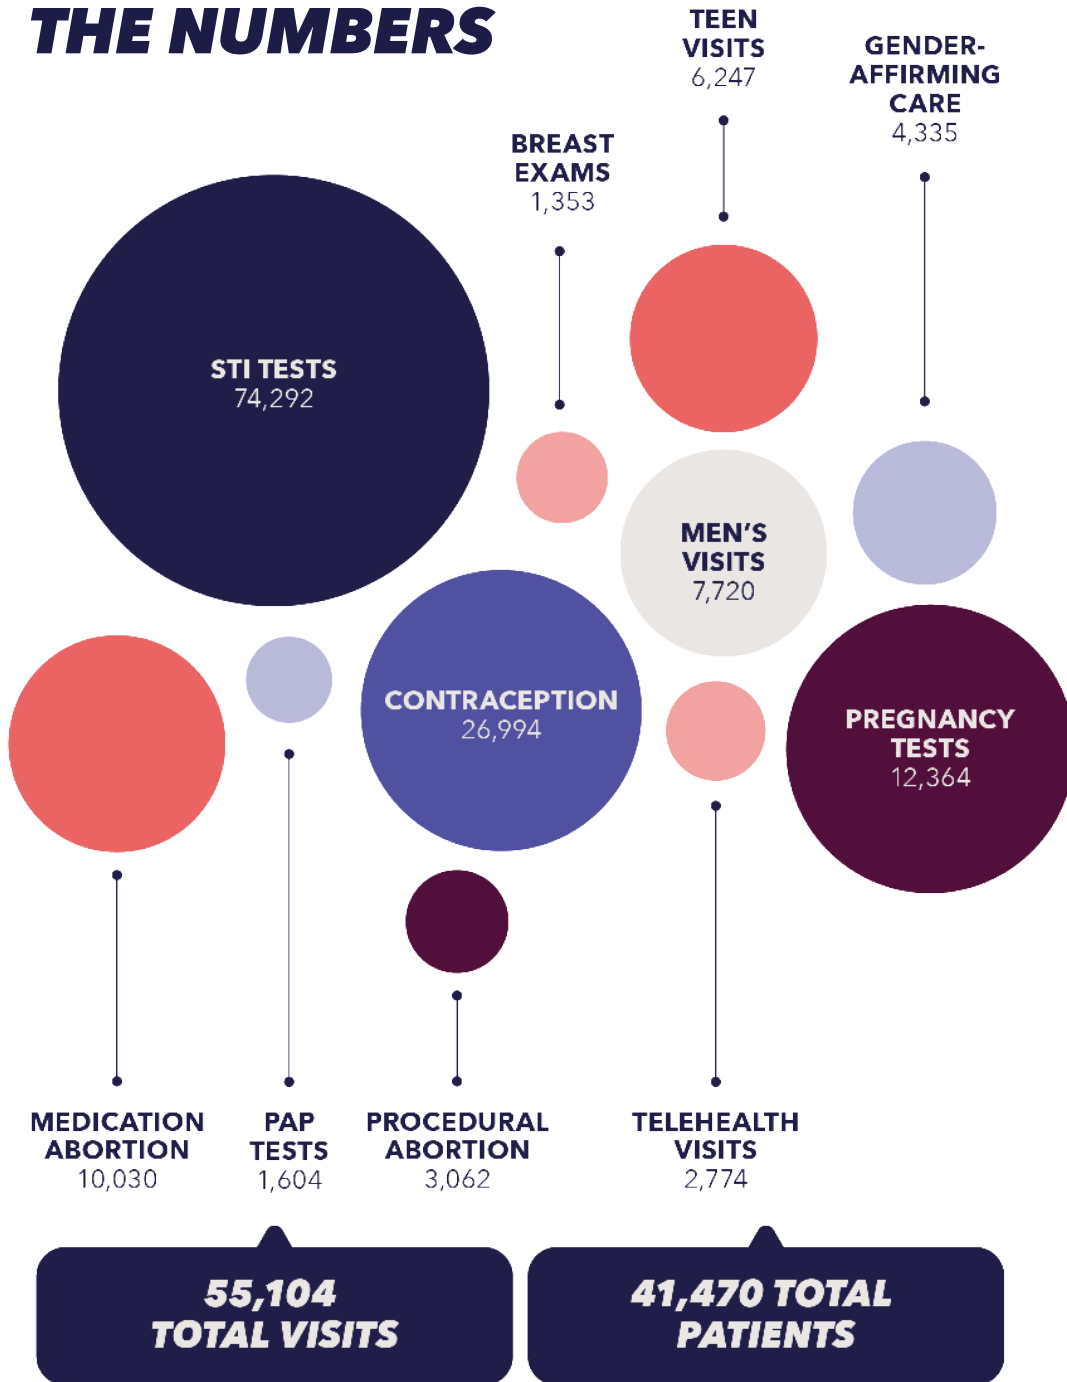 THE NUMBERS
TEEN
VISITS
6,247
GENDER-
AFFIRMING
CARE
4,335
BREAST
EXAMS
1,353
STI TESTS
74,292
MEN’S
VISITS
7,720
CONTRACEPTION
26,994
PREGNANCY
TESTS
12,364
MEDICATION
ABORTION
10,030
PAP
TESTS
1,604
PROCEDURAL
ABORTION
3,062
TELEHEALTH
VISITS
2,774
55,104
TOTAL VISITS
41,470 TOTAL
PATIENTS